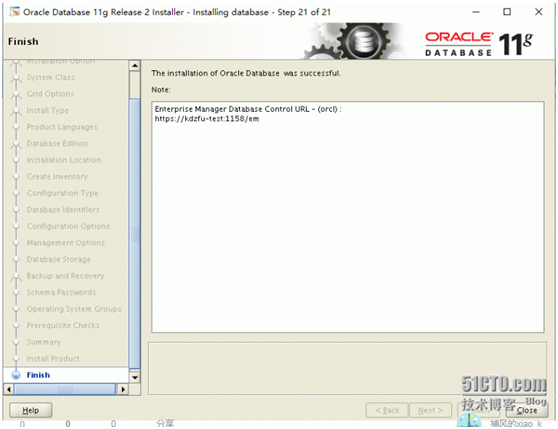 Oracle Database 11g Release 2 Installer - Installing database - Step 21 of 21
Finish
ORACLE
DATABASE 11g
Installation Option
System Class
Grid Options
Install Type
Product Languages
Database Edition
Installation Location
Create Inventory
Configuration Type
Database Identifiers
Configuration Options
Management Options
Database Storage
Backup and Recovery
Schema Passwords
Operating System Groups
Prerequisite Checks
Summary
Install Product
Finish
The installation of Oracle Database was successful.
Note:
Enterprise Manager Database Control URL - (orcl) :
https://kdzfu-test:1158/em
51CTO.com
技术博客 Blog
Help
< Back
Next >
Close
0 0 0 分享
捕风的xiao_k